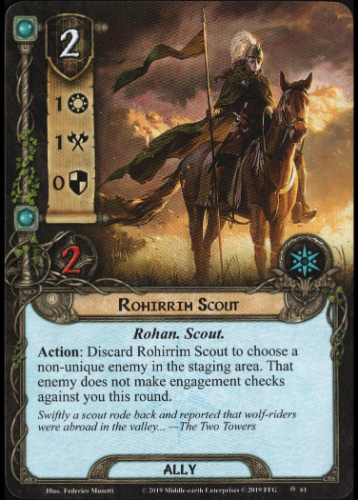 2
1
1
0
2
ROHIRRIM SCOUT
Rohan. Scout.
Action: Discard Rohirrim Scout to choose a
non-unique enemy in the staging area. That
enemy does not make engagement checks
against you this round.
Swiftly a scout rode back and reported that wolf-riders
were abroad in the valley... —The Two Towers
ALLY
Illus. Federico Musetti © 2019 Middle-earth Enterprises © 2019 FFG 61